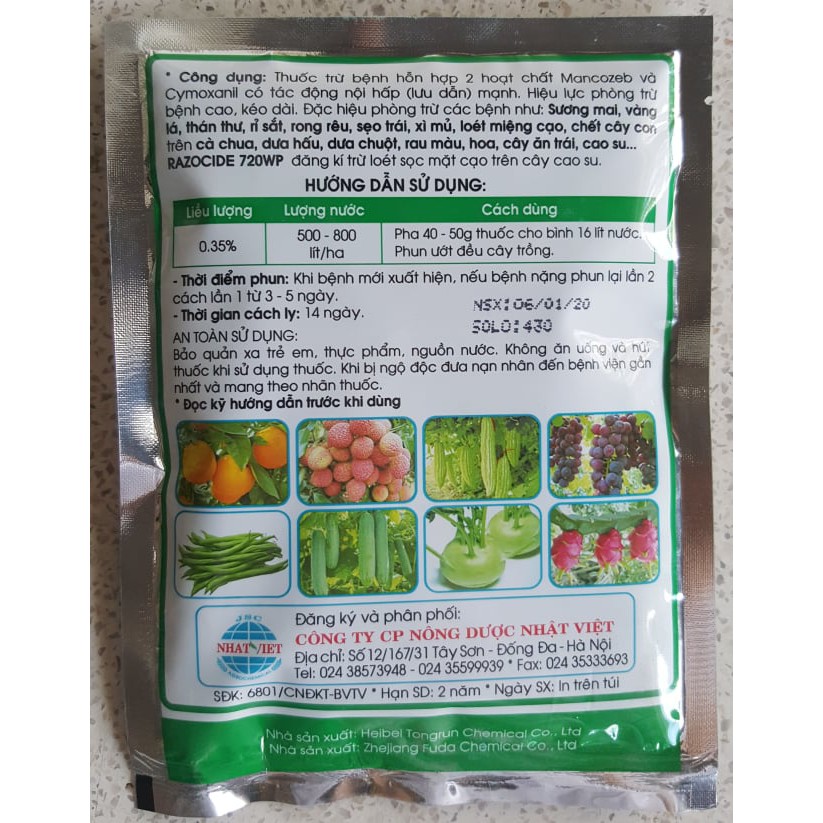 * Công dụng: Thuốc trừ bệnh hỗn hợp 2 hoạt chất Mancozeb và
Cymoxanil có tác động nội hấp (lưu dẫn) mạnh. Hiệu lực phòng trừ
bệnh cao, kéo dài. Đặc hiệu phòng trừ các bệnh như: Sương mai, vàng
lá, thán thư, rỉ sắt, rong rêu, sẹo trái, xì mủ, loét miệng cạo, chết cây con
trên cà chua, dưa hấu, dưa chuột, rau màu, hoa, cây ăn trái, cao su...
RAZOCIDE 720WP đăng kí trừ loét sọc mặt cạo trên cây cao su.
HƯỚNG DẪN SỬ DỤNG:
Liều lượng Lượng nước Cách dùng
0.35% 500 - 800 lít/ha Pha 40 - 50g thuốc cho bình 16 lít nước.
Phun ướt đều cây trồng.
- Thời điểm phun: Khi bệnh mới xuất hiện, nếu bệnh nặng phun lại lần 2
cách lần 1 từ 3 - 5 ngày.
- Thời gian cách ly: 14 ngày.
NSX:06/01/20
SOLO:430
AN TOÀN SỬ DỤNG:
Bảo quản xa trẻ em, thực phẩm, nguồn nước. Không ăn uống và hút
thuốc khi sử dụng thuốc. Khi bị ngộ độc đưa nạn nhân đến bệnh viện gần
nhất và mang theo nhãn thuốc.
* Đọc kỹ hướng dẫn trước khi dùng
JSC
NHAT VIET
Đăng ký và phân phối:
CÔNG TY CP NÔNG DƯỢC NHẬT VIỆT
Địa chỉ: Số 12/167/31 Tây Sơn - Đống Đa - Hà Nội
Tel: 024 38573948 - 024 35599939 * Fax: 024 35333693
SĐK: 6801/CNĐKT-BVTV * Hạn SD: 2 năm * Ngày SX: In trên túi
Nhà sản xuất: Heibei Tongrun Chemical Co., Ltd
Nhà sản xuất: Zhejiang Fuda Chemical Co., Ltd